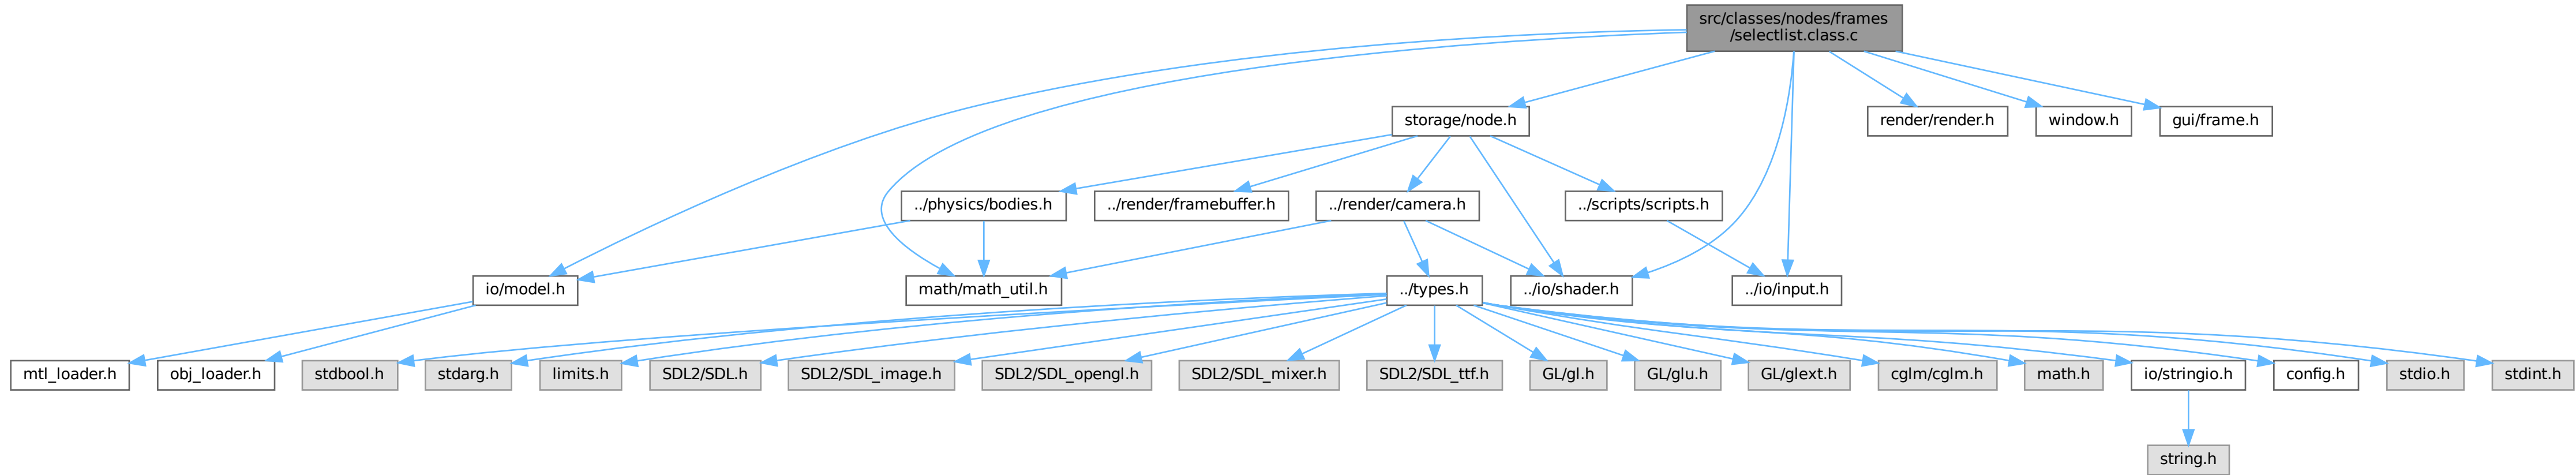 src/classes/nodes/frames
/selectlist.class.c
storage/node.h
render/render.h
window.h
gui/frame.h
../physics/bodies.h
../render/framebuffer.h
../render/camera.h
../scripts/scripts.h
io/model.h
math/math_util.h
../types.h
../io/shader.h
../io/input.h
mtl_loader.h
obj_loader.h
stdbool.h
stdarg.h
limits.h
SDL2/SDL.h
SDL2/SDL_image.h
SDL2/SDL_opengl.h
SDL2/SDL_mixer.h
SDL2/SDL_ttf.h
GL/gl.h
GL/glu.h
GL/glext.h
cglm/cglm.h
math.h
io/stringio.h
config.h
stdio.h
stdint.h
string.h